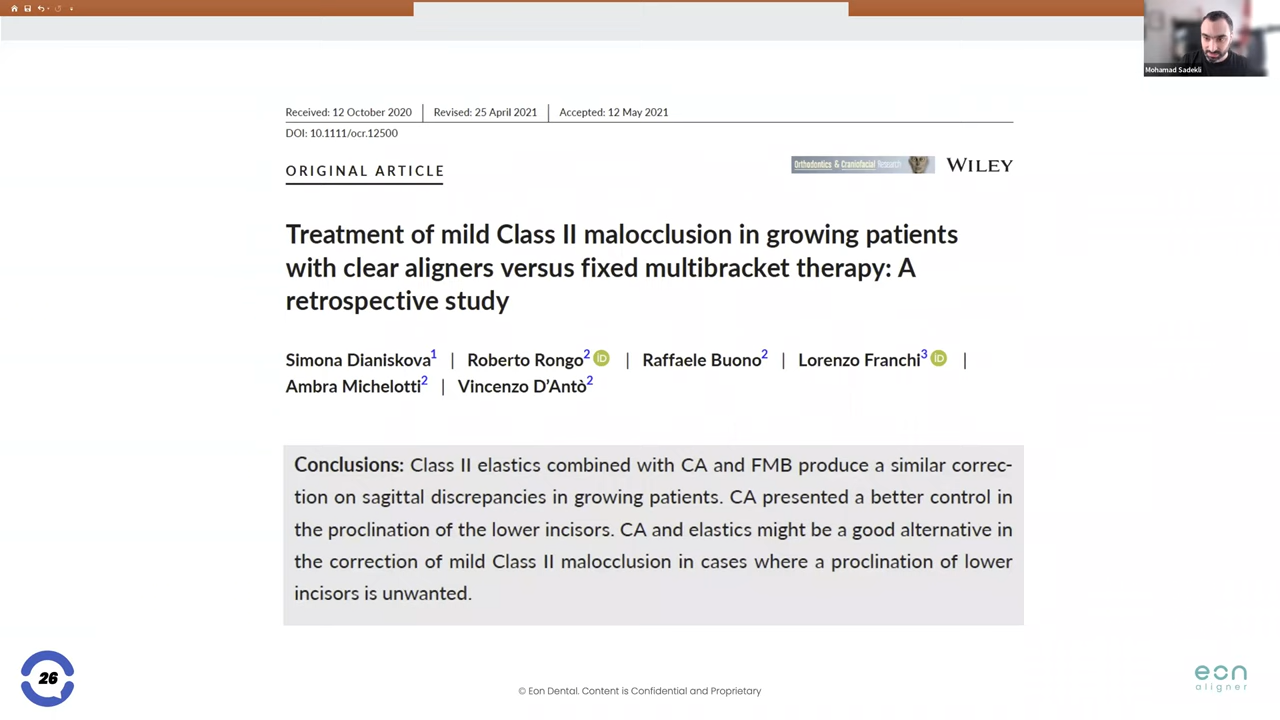 Mohamad Sadekli
Received: 12 October 2020 | Revised: 25 April 2021 | Accepted: 12 May 2021
DOI: 10.1111/ocr.12500
ORIGINAL ARTICLE
Orthodontics & Craniofacial Research
WILEY
Treatment of mild Class II malocclusion in growing patients
with clear aligners versus fixed multibracket therapy: A
retrospective study
Simona Dianiskova1 | Roberto Rongo2 iD | Raffaele Buono2 | Lorenzo Franchi3 iD |
Ambra Michelotti2 | Vincenzo D'Antò2
Conclusions: Class II elastics combined with CA and FMB produce a similar correc-
tion on sagittal discrepancies in growing patients. CA presented a better control in
the proclination of the lower incisors. CA and elastics might be a good alternative in
the correction of mild Class II malocclusion in cases where a proclination of lower
incisors is unwanted.
26
© Eon Dental. Content is Confidential and Proprietary
eon
aligner